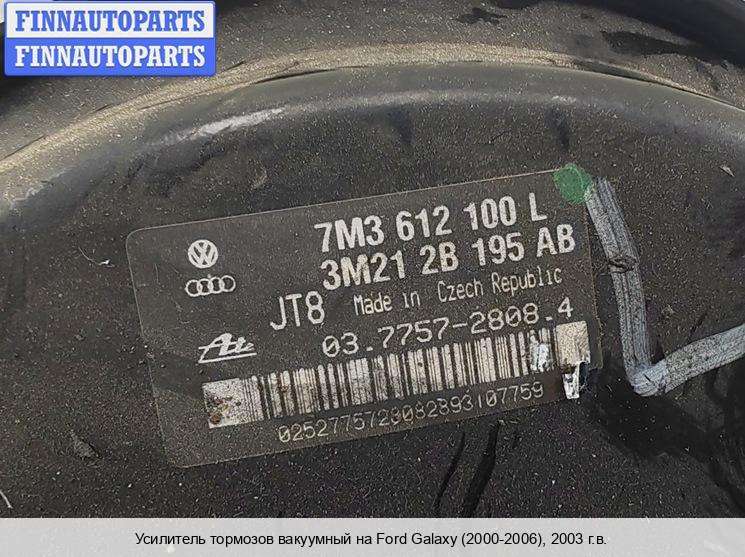 FINNAUTOPARTS
FINNAUTOPARTS
7M3 612 100 L
3M21 2B 195 AB
JT8 Made in Czech Republic
Ate
03.7757-2808.4
Усилитель тормозов вакуумный на Ford Galaxy (2000-2006), 2003 г.в.